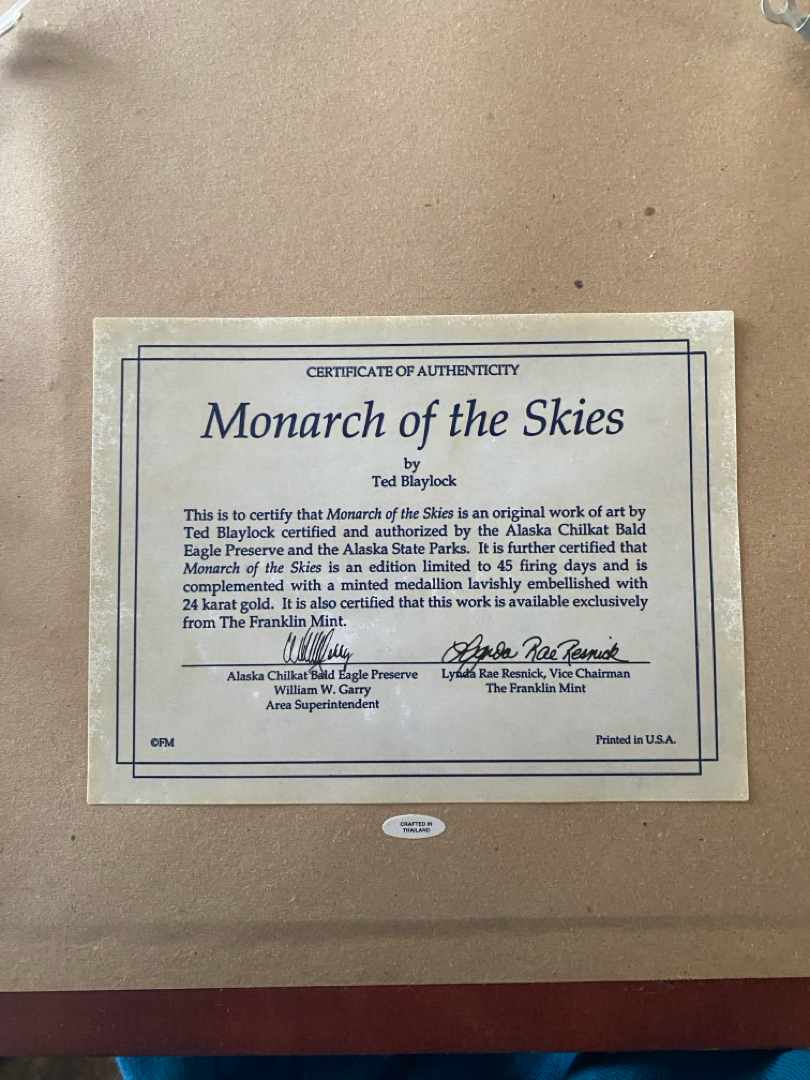 CERTIFICATE OF AUTHENTICITY
Monarch of the Skies
by
Ted Blaylock
This is to certify that Monarch of the Skies is an original work of art by
Ted Blaylock certified and authorized by the Alaska Chilkat Bald
Eagle Preserve and the Alaska State Parks. It is further certified that
Monarch of the Skies is an edition limited to 45 firing days and is
complemented with a minted medallion lavishly embellished with
24 karat gold. It is also certified that this work is available exclusively
from The Franklin Mint.
Lynda Rae Resnick
Alaska Chilkat Bald Eagle Preserve
William W. Garry
Area Superintendent
Lynda Rae Resnick, Vice Chairman
The Franklin Mint
©FM
Printed in U.S.A.
CRAFTED IN
THAILAND